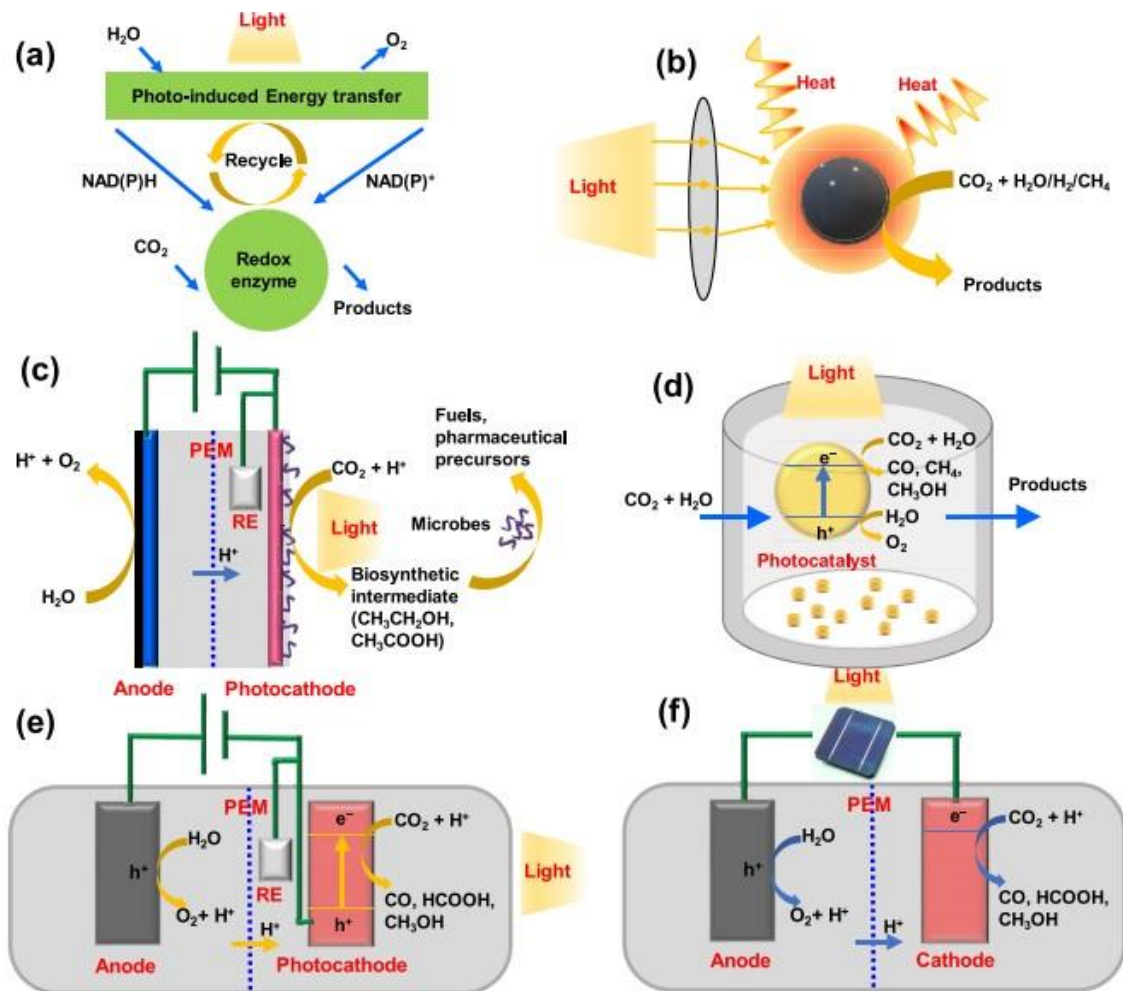 (a)
Light
H₂O
O₂
Photo-induced Energy transfer
Recycle
NAD(P)H
NAD(P)⁺
CO₂
Redox
enzyme
Products
(b)
Heat
Heat
Light
CO₂ + H₂O/H₂/CH₄
Products
(c)
H⁺ + O₂
H₂O
PEM
RE
H⁺
CO₂ + H⁺
Light
Fuels,
pharmaceutical
precursors
Microbes
Biosynthetic
intermediate
(CH₃CH₂OH,
CH₃COOH)
Anode
Photocathode
(d)
Light
CO₂ + H₂O
e⁻
h⁺
CO₂ + H₂O
CO, CH₄,
CH₃OH
H₂O
O₂
Photocatalyst
Products
(e)
PEM
RE
h⁺
H₂O
O₂+ H⁺
H⁺
e⁻
h⁺
CO₂ + H⁺
CO, HCOOH,
CH₃OH
Light
Anode
Photocathode
(f)
Light
PEM
h⁺
H₂O
O₂+ H⁺
H⁺
e⁻
CO₂ + H⁺
CO, HCOOH,
CH₃OH
Anode
Cathode